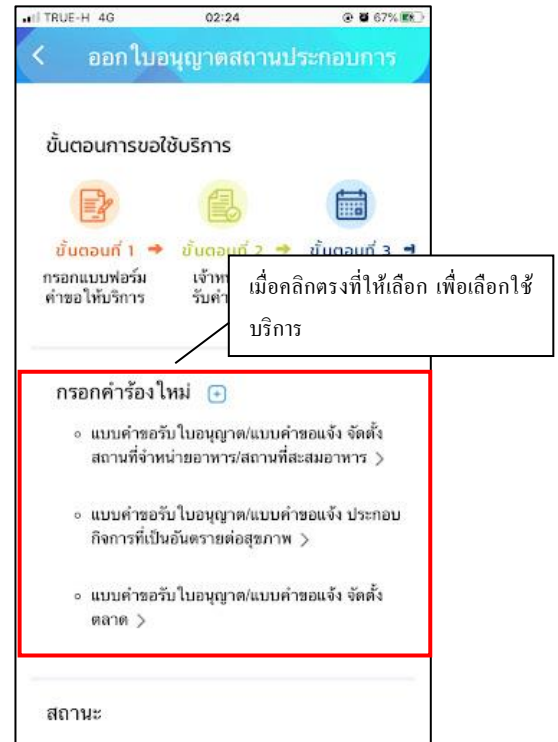 TRUE-H 4G 02:24 67%
ออกใบอนุญาตสถานประกอบการ
ขั้นตอนการขอใช้บริการ
ขั้นตอนที่ 1 ขั้นตอนที่ 2 ขั้นตอนที่ 3
กรอกแบบฟอร์ม
คำขอให้บริการ
เมื่อคลิกตรงที่ให้เลือก เพื่อเลือกใช้
บริการ
กรอกคำร้องใหม่
แบบคำขอรับใบอนุญาต/แบบคำขอแจ้ง จัดตั้ง
สถานที่จำหน่ายอาหาร/สถานที่สะสมอาหาร >
แบบคำขอรับใบอนุญาต/แบบคำขอแจ้ง ประกอบ
กิจการที่เป็นอันตรายต่อสุขภาพ >
แบบคำขอรับใบอนุญาต/แบบคำขอแจ้ง จัดตั้ง
ตลาด >
สถานะ